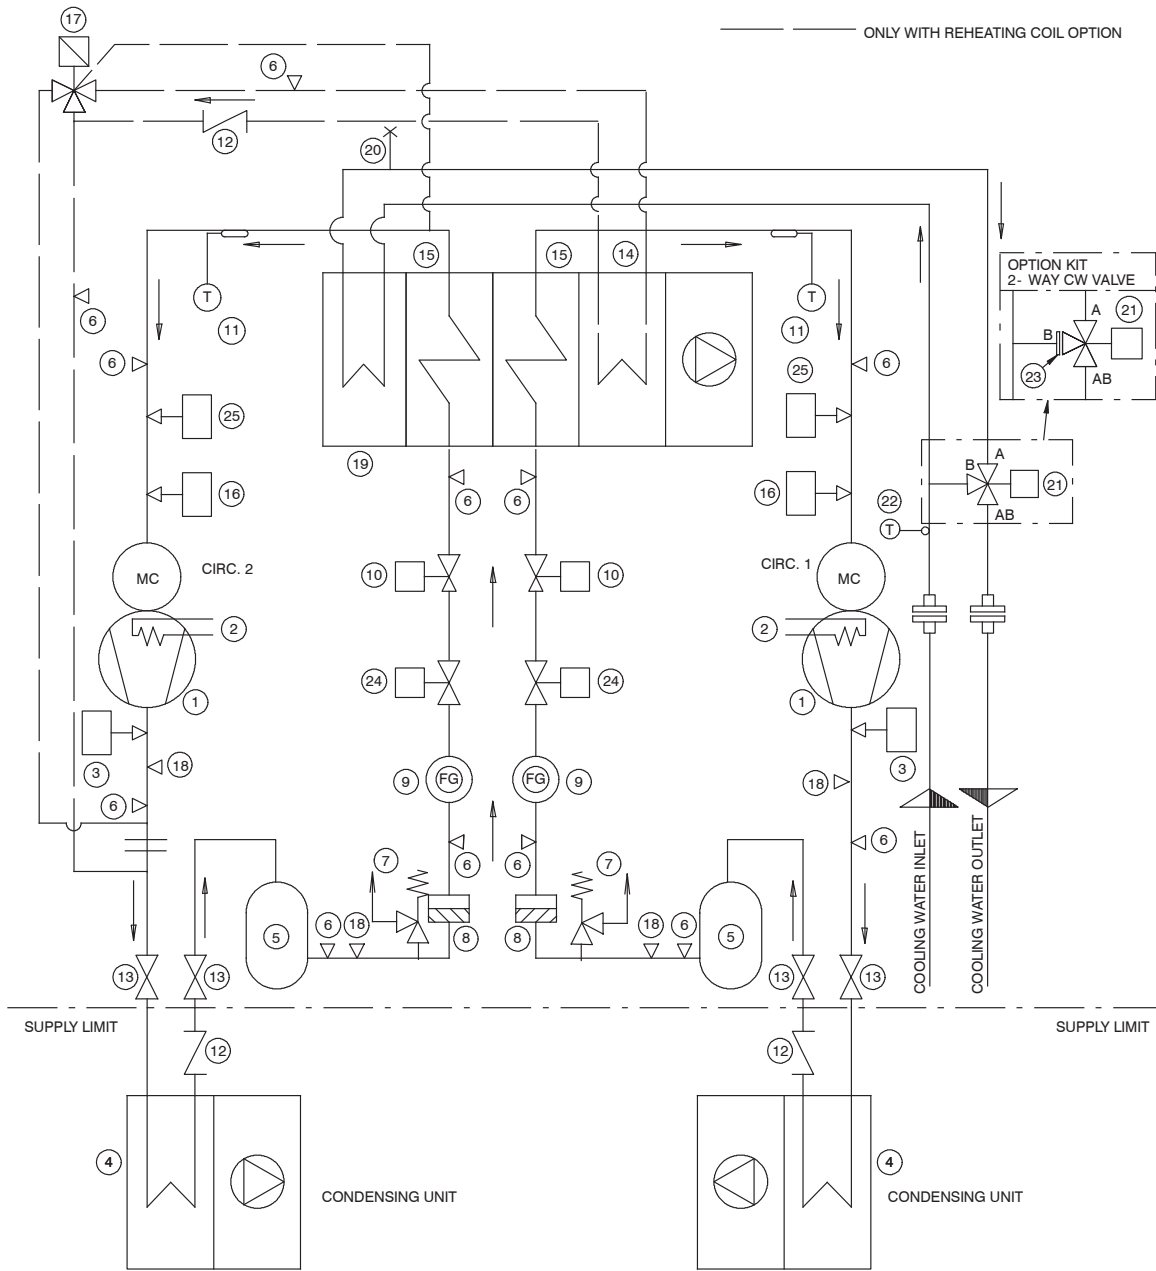 17
ONLY WITH REHEATING COIL OPTION
6
12
20
15
15
14
OPTION KIT
2- WAY CW VALVE
A
21
B
23
AB
T
11
T
11
6
6
6
25
25
19
6
6
16
16
A
B
21
AB
22
T
10
10
CIRC. 2
CIRC. 1
MC
MC
2
2
24
24
1
1
3
18
6
9
FG
FG
9
18
3
6
6
6
7
7
COOLING WATER INLET
COOLING WATER OUTLET
5
6
18
8
8
18
6
5
13
13
13
13
SUPPLY LIMIT
SUPPLY LIMIT
12
12
4
4
CONDENSING UNIT
CONDENSING UNIT